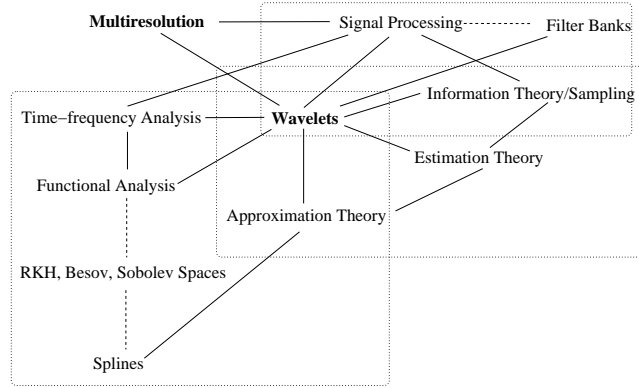 Multiresolution
Signal Processing
Filter Banks
Information Theory/Sampling
Time−frequency Analysis
Wavelets
Estimation Theory
Functional Analysis
Approximation Theory
RKH, Besov, Sobolev Spaces
Splines